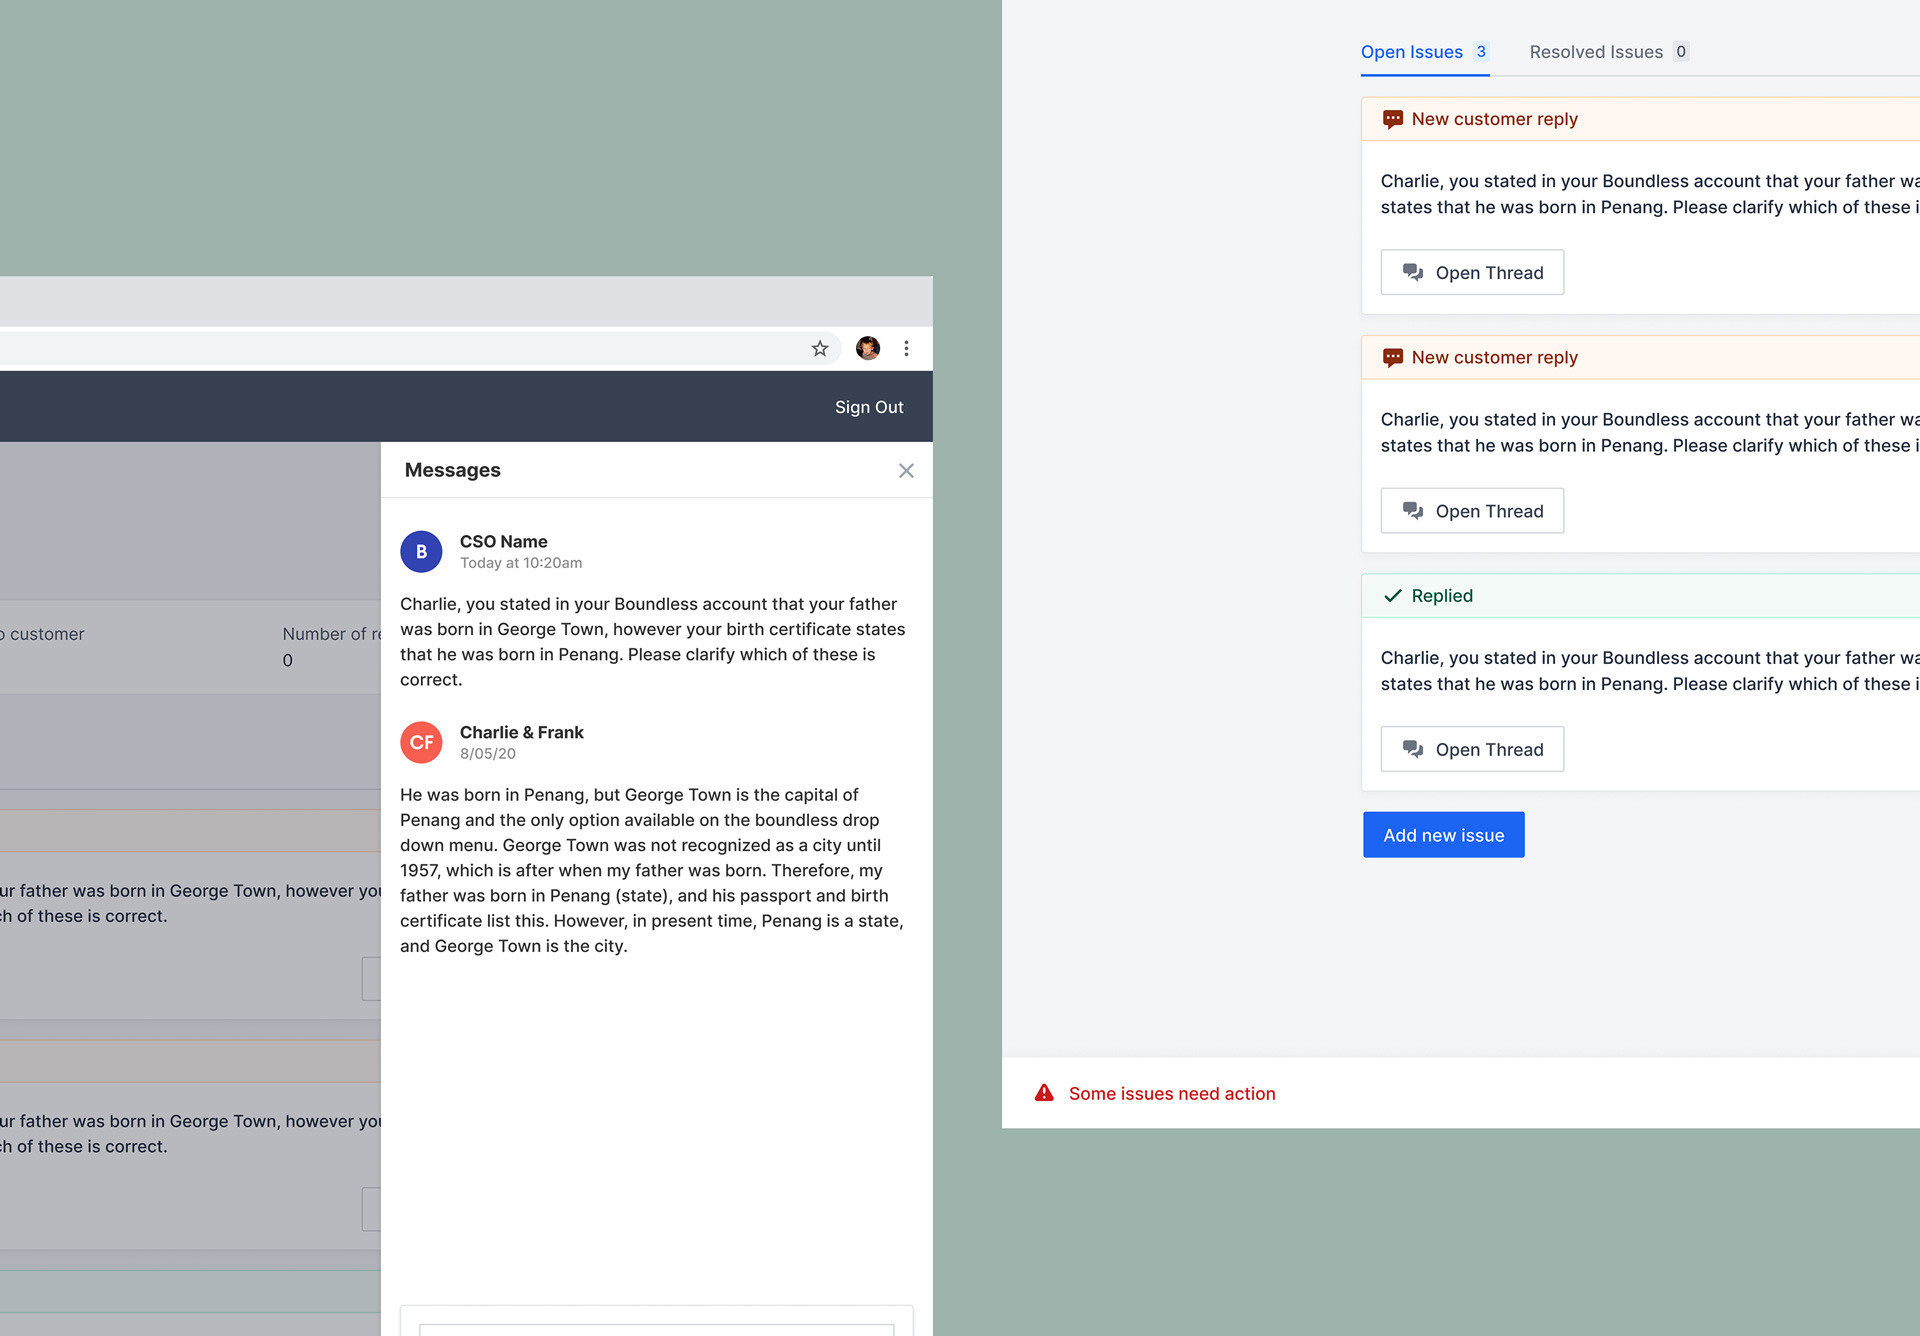 Sign Out
o customer
Number of
0
father was born in George Town, however
of these is correct.
father was born in George Town, however
of these is correct.
Messages
B
CSO Name
Today at 10:20am
Charlie, you stated in your Boundless account that your father
was born in George Town, however your birth certificate states
that he was born in Penang. Please clarify which of these is
correct.
CF
Charlie & Frank
8/05/20
He was born in Penang, but George Town is the capital of
Penang and the only option available on the boundless drop
down menu. George Town was not recognized as a city until
1957, which is after when my father was born. Therefore, my
father was born in Penang (state), and his passport and birth
certificate list this. However, in present time, Penang is a state,
and George Town is the city.
Open Issues 3
Resolved Issues 0
New customer reply
Charlie, you stated in your Boundless account that your father
states that he was born in Penang. Please clarify which of these
Open Thread
New customer reply
Charlie, you stated in your Boundless account that your father
states that he was born in Penang. Please clarify which of these
Open Thread
Replied
Charlie, you stated in your Boundless account that your father
states that he was born in Penang. Please clarify which of these
Open Thread
Add new issue
Some issues need action